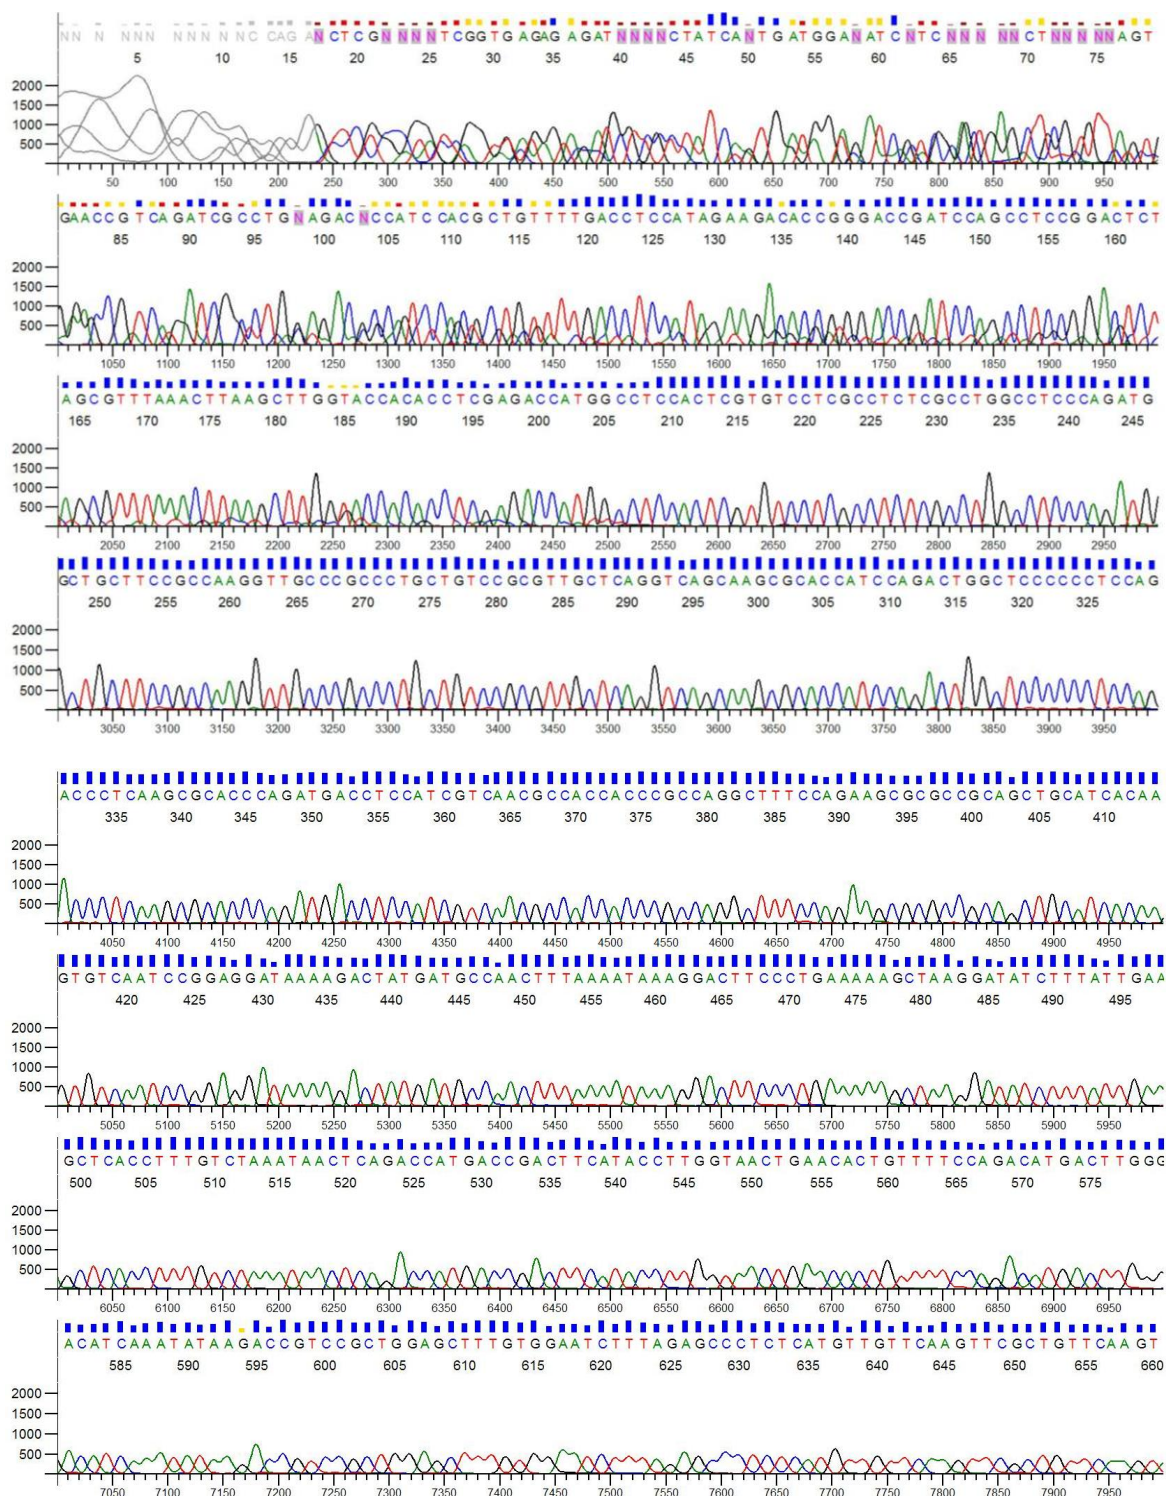 NN N NNN NNNNNC CAGANCTCGNNNNTCGGTGAGAGAGATNNNNCTATCANTGATGGANATCNTCNNN NNCTNNN NNAGT
5 10 15 20 25 30 35 40 45 50 55 60 65 70 75
2000
1500
1000
500
50 100 150 200 250 300 350 400 450 500 550 600 650 700 750 800 850 900 950
GAACCGTCAGATCGCCTGNAGACNCCATCCACGCTGTTTTGACCTCCATAGAAGACACCGGGACCGATCCAGCCTCCGGACTCT
85 90 95 100 105 110 115 120 125 130 135 140 145 150 155 160
2000
1500
1000
500
1050 1100 1150 1200 1250 1300 1350 1400 1450 1500 1550 1600 1650 1700 1750 1800 1850 1900 1950
AGCGTTTAAACTTAAGCTTGGTACCACACCTCGAGACCATGGCCTCCACTCGTGTCCTCGCCTCTCGCCTGGCCTCCCAGATG
165 170 175 180 185 190 195 200 205 210 215 220 225 230 235 240 245
2000
1500
1000
500
2050 2100 2150 2200 2250 2300 2350 2400 2450 2500 2550 2600 2650 2700 2750 2800 2850 2900 2950
GCTGCTTCCGCCAAGGTTGCCCGCCCTGCTGTCCGCGTTGCTCAGGTCAGCAAGCGCACCATCCAGACTGGCTCCCCCCTCCAG
250 255 260 265 270 275 280 285 290 295 300 305 310 315 320 325
2000
1500
1000
500
3050 3100 3150 3200 3250 3300 3350 3400 3450 3500 3550 3600 3650 3700 3750 3800 3850 3900 3950
ACCCTCAAGCGCACCCAGATGACCTCCATCGTCAACGCCACCACCCGCCAGGCTTTCCAGAAGCGCGCCGCAGCTGCATCACAA
335 340 345 350 355 360 365 370 375 380 385 390 395 400 405 410
2000
1500
1000
500
4050 4100 4150 4200 4250 4300 4350 4400 4450 4500 4550 4600 4650 4700 4750 4800 4850 4900 4950
GTGTCAATCCGGAGGATAAAAGACTATGATGCCAACTTTAAAATAAAGGACTTCCCTGAAAAAGCTAAGGATATCTTTATTGAA
420 425 430 435 440 445 450 455 460 465 470 475 480 485 490 495
2000
1500
1000
500
5050 5100 5150 5200 5250 5300 5350 5400 5450 5500 5550 5600 5650 5700 5750 5800 5850 5900 5950
GCTCACCTTTGTCTAAATAACTCAGACCATGACCGACTTCATACCTTGGTAACTGAACACTGTTTTCCAGACATGACTTGGG
500 505 510 515 520 525 530 535 540 545 550 555 560 565 570 575
2000
1500
1000
500
6050 6100 6150 6200 6250 6300 6350 6400 6450 6500 6550 6600 6650 6700 6750 6800 6850 6900 6950
ACATCAAATATAAGACCGTCCGCTGGAGCTTTGTGGAATCTTTAGAGCCCTCTCATGTTGTTCAAGTTCGCTGTTCAAGT
585 590 595 600 605 610 615 620 625 630 635 640 645 650 655 660
2000
1500
1000
500
7050 7100 7150 7200 7250 7300 7350 7400 7450 7500 7550 7600 7650 7700 7750 7800 7850 7900 7950